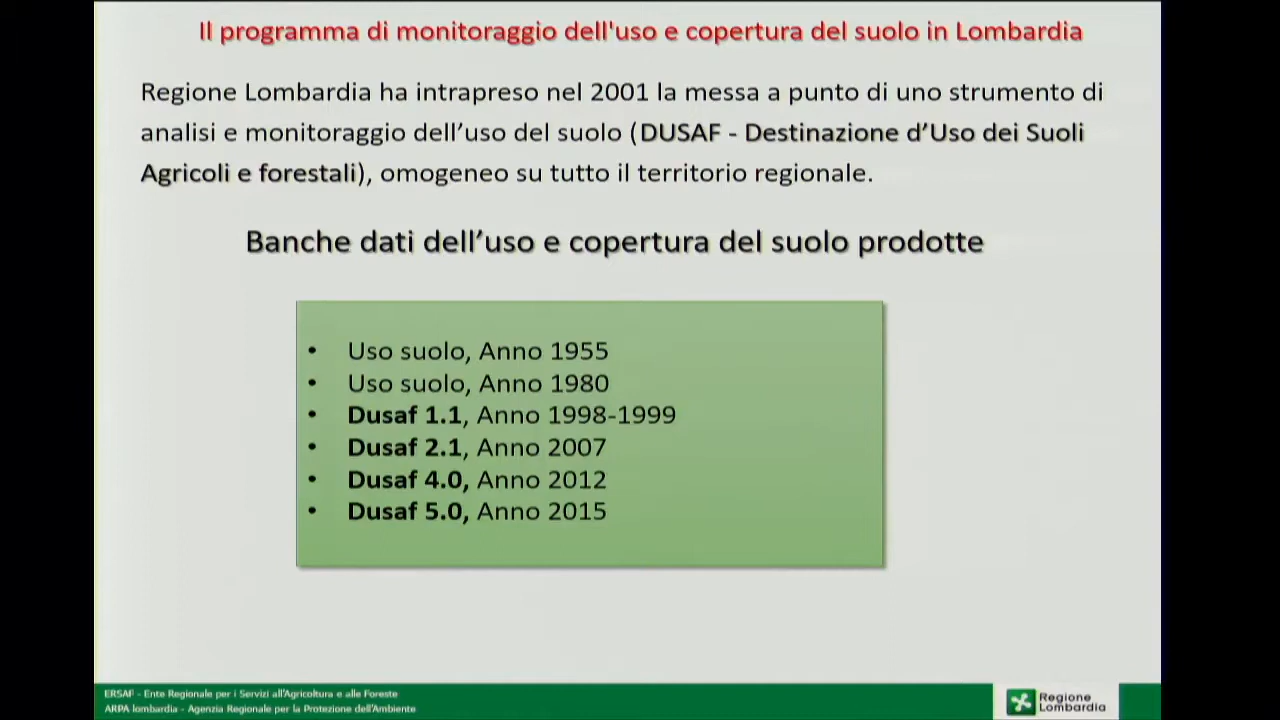 Il programma di monitoraggio dell'uso e copertura del suolo in Lombardia
Regione Lombardia ha intrapreso nel 2001 la messa a punto di uno strumento di
analisi e monitoraggio dell’uso del suolo (DUSAF - Destinazione d’Uso dei Suoli
Agricoli e forestali), omogeneo su tutto il territorio regionale.
Banche dati dell’uso e copertura del suolo prodotte
• Uso suolo, Anno 1955
• Uso suolo, Anno 1980
• Dusaf 1.1, Anno 1998-1999
• Dusaf 2.1, Anno 2007
• Dusaf 4.0, Anno 2012
• Dusaf 5.0, Anno 2015
ERSAF - Ente Regionale per i Servizi all'Agricoltura e alle Foreste
ARPA lombardia - Agenzia Regionale per la Protezione dell'Ambiente
Regione
Lombardia